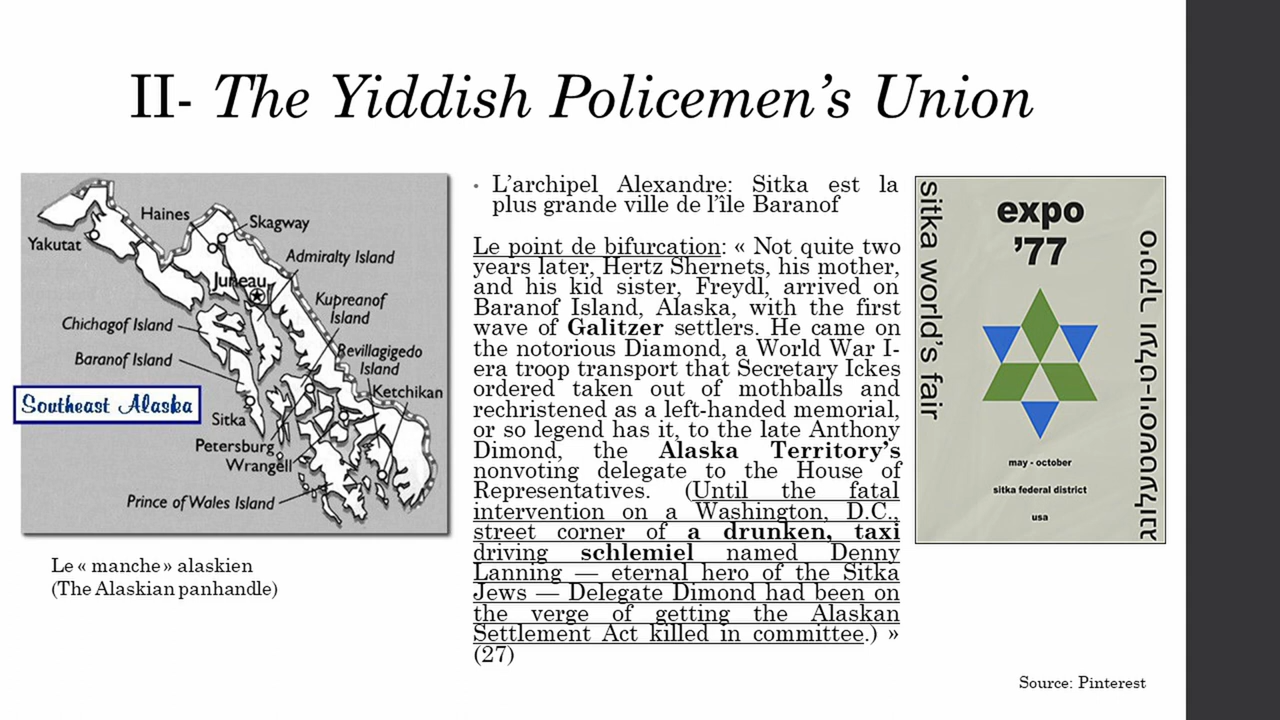 II- The Yiddish Policemen’s Union
Haines
Skagway
Yakutat
Admiralty Island
Juneau
Kupreanof
Island
Chichagof Island
Revillagigedo
Island
Baranof Island
Ketchikan
Southeast Alaska
Sitka
Petersburg
Wrangell
Prince of Wales Island
Le « manche » alaskien
(The Alaskian panhandle)
• L’archipel Alexandre: Sitka est la
plus grande ville de l’île Baranof
Le point de bifurcation: « Not quite two
years later, Hertz Shernets, his mother,
and his kid sister, Freydl, arrived on
Baranof Island, Alaska, with the first
wave of Galitzer settlers. He came on
the notorious Diamond, a World War I-
era troop transport that Secretary Ickes
ordered taken out of mothballs and
rechristened as a left-handed memorial,
or so legend has it, to the late Anthony
Dimond, the Alaska Territory’s
nonvoting delegate to the House of
Representatives. (Until the fatal
intervention on a Washington, D.C.,
street corner of a drunken, taxi
driving schlemiel named Denny
Lanning — eternal hero of the Sitka
Jews — Delegate Dimond had been on
the verge of getting the Alaskan
Settlement Act killed in committee.) »
(27)
sitka world's fair
expo
'77
סיטקער וועלט-אויסשטעלונג
may - october
sitka federal district
usa
Source: Pinterest